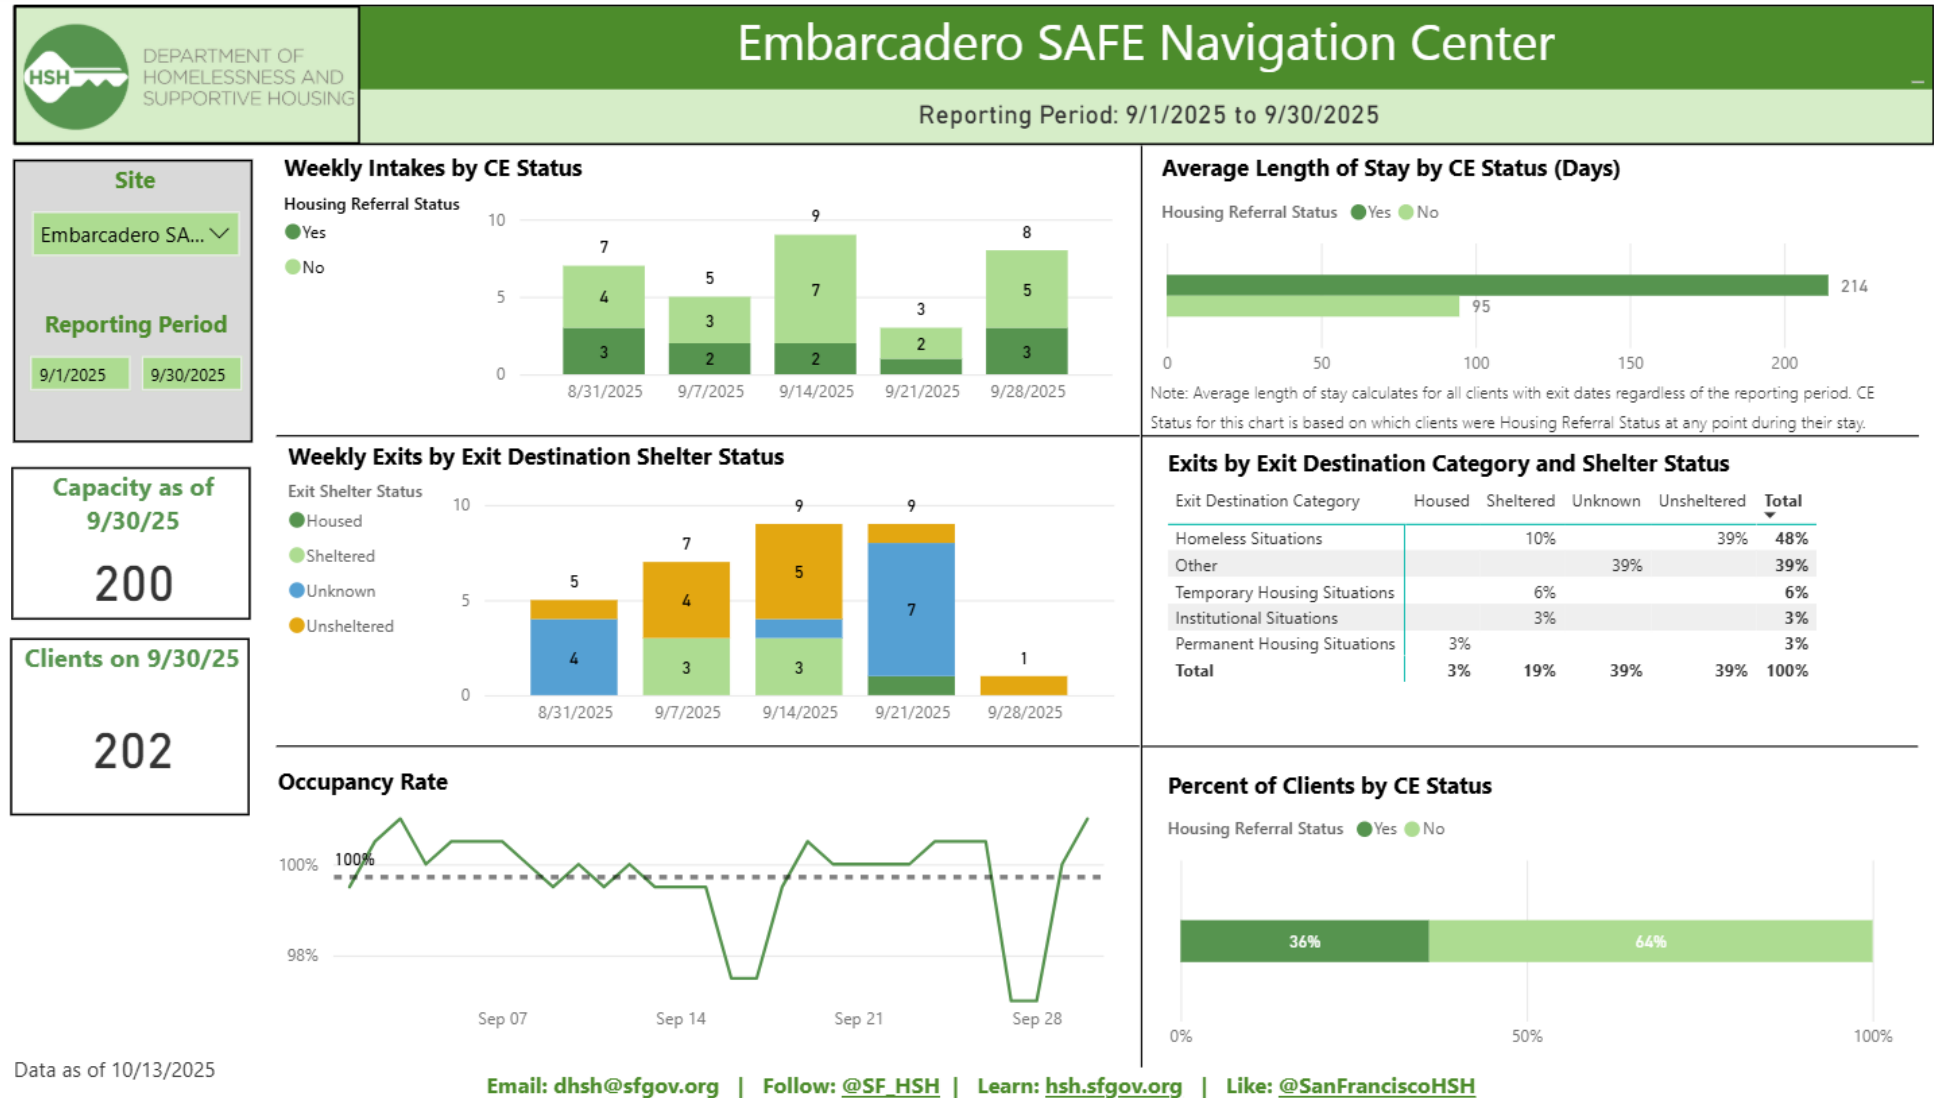 HSH
DEPARTMENT OF
HOMELESSNESS AND
SUPPORTIVE HOUSING
Embarcadero SAFE Navigation Center
Reporting Period: 9/1/2025 to 9/30/2025
Site
Embarcadero SA...
Reporting Period
9/1/2025 9/30/2025
Capacity as of
9/30/25
200
Clients on 9/30/25
202
Weekly Intakes by CE Status
Housing Referral Status
Yes
No
10
5
0
7
4
3
5
3
2
9
7
2
3
2
8
5
3
8/31/2025 9/7/2025 9/14/2025 9/21/2025 9/28/2025
Average Length of Stay by CE Status (Days)
Housing Referral Status Yes No
214
95
0 50 100 150 200
Note: Average length of stay calculates for all clients with exit dates regardless of the reporting period. CE
Status for this chart is based on which clients were Housing Referral Status at any point during their stay.
Weekly Exits by Exit Destination Shelter Status
Exit Shelter Status
Housed
Sheltered
Unknown
Unsheltered
10
5
0
5
4
7
4
3
9
5
3
9
7
1
8/31/2025 9/7/2025 9/14/2025 9/21/2025 9/28/2025
Exits by Exit Destination Category and Shelter Status
Exit Destination Category Housed Sheltered Unknown Unsheltered Total
Homeless Situations 10% 39% 48%
Other 39% 39%
Temporary Housing Situations 6% 6%
Institutional Situations 3% 3%
Permanent Housing Situations 3% 3%
Total 3% 19% 39% 39% 100%
Occupancy Rate
100%
100%
98%
Sep 07 Sep 14 Sep 21 Sep 28
Percent of Clients by CE Status
Housing Referral Status Yes No
36% 64%
0% 50% 100%
Data as of 10/13/2025
Email: dhsh@sfgov.org | Follow: @SF_HSH | Learn: hsh.sfgov.org | Like: @SanFranciscoHSH